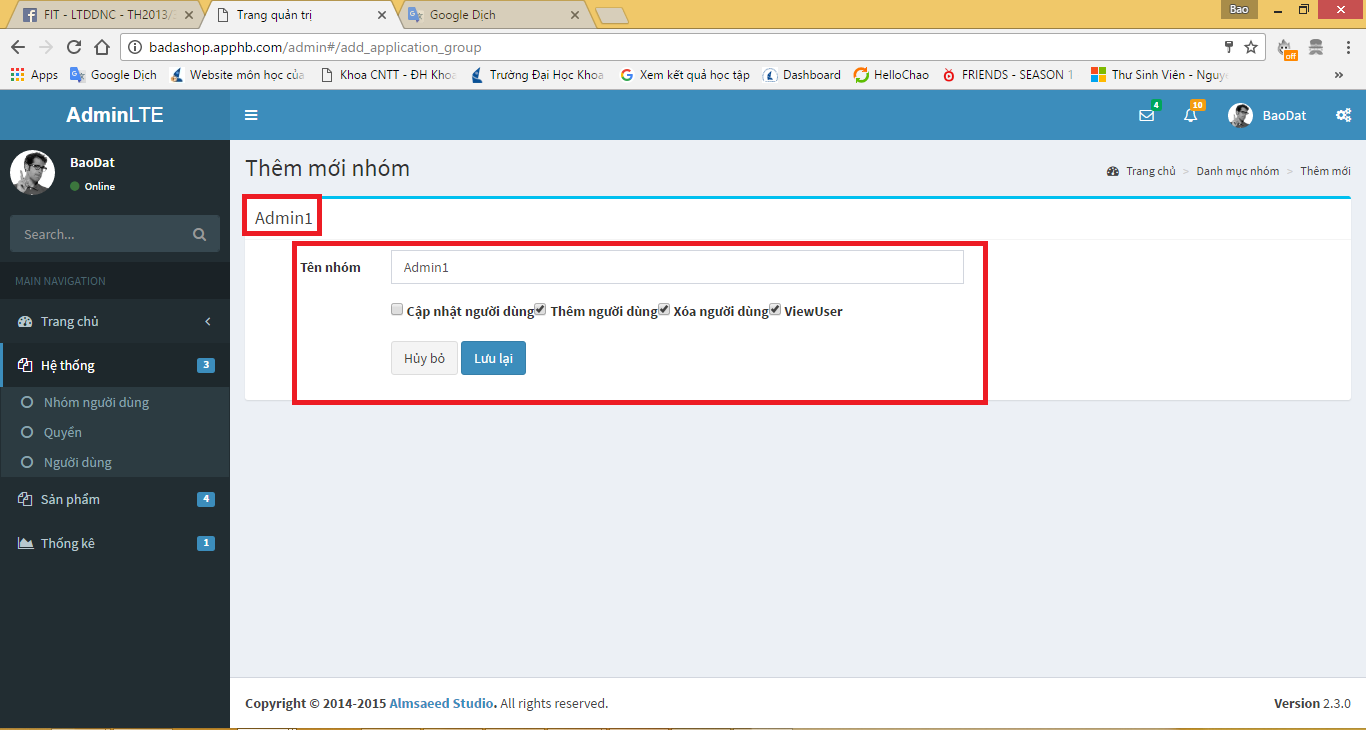 FIT - LTDDNC - TH2013/
Trang quản trị
Google Dịch
Bao
badashop.apphb.com/admin#/add_application_group
Apps
Google Dịch
Website môn học của
Khoa CNTT - ĐH Khoa
Trường Đại Học Khoa
Xem kết quả học tập
Dashboard
HelloChao
FRIENDS - SEASON 1
Thư Sinh Viên - Nguy
off
»
AdminLTE
4
10
BaoDat
BaoDat
Online
Search...
MAIN NAVIGATION
Trang chủ
Hệ thống 3
Nhóm người dùng
Quyền
Người dùng
Sản phẩm 4
Thống kê 1
Thêm mới nhóm
Trang chủ > Danh mục nhóm > Thêm mới
Admin1
Tên nhóm Admin1
Cập nhật người dùng Thêm người dùng Xóa người dùng ViewUser
Hủy bỏ Lưu lại
Copyright © 2014-2015 Almsaeed Studio. All rights reserved.
Version 2.3.0